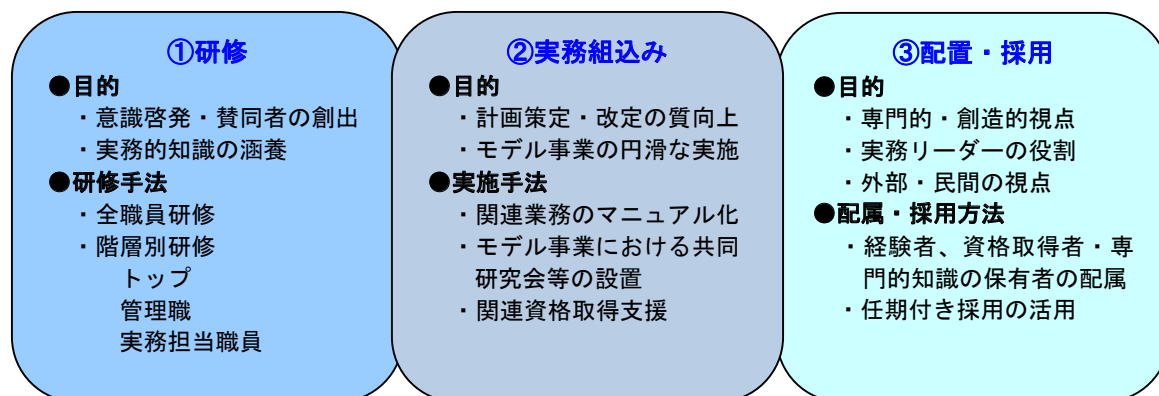 ①研修
●目的
・意識啓発・賛同者の創出
・実務的知識の涵養
●研修手法
・全職員研修
・階層別研修
トップ
管理職
実務担当職員
②実務組込み
●目的
・計画策定・改定の質向上
・モデル事業の円滑な実施
●実施手法
・関連業務のマニュアル化
・モデル事業における共同
研究会等の設置
・関連資格取得支援
③配置・採用
●目的
・専門的・創造的視点
・実務リーダーの役割
・外部・民間の視点
●配属・採用方法
・経験者、資格取得者・専
門的知識の保有者の配属
・任期付き採用の活用